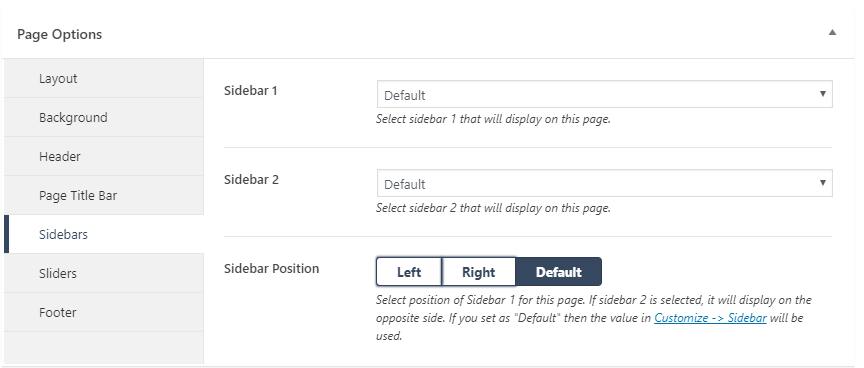 Page Options
Layout
Background
Header
Page Title Bar
Sidebars
Sliders
Footer
Sidebar 1
Default
Select sidebar 1 that will display on this page.
Sidebar 2
Default
Select sidebar 2 that will display on this page.
Sidebar Position
Left Right Default
Select position of Sidebar 1 for this page. If sidebar 2 is selected, it will display on the
opposite side. If you set as "Default" then the value in Customize -> Sidebar will be
used.